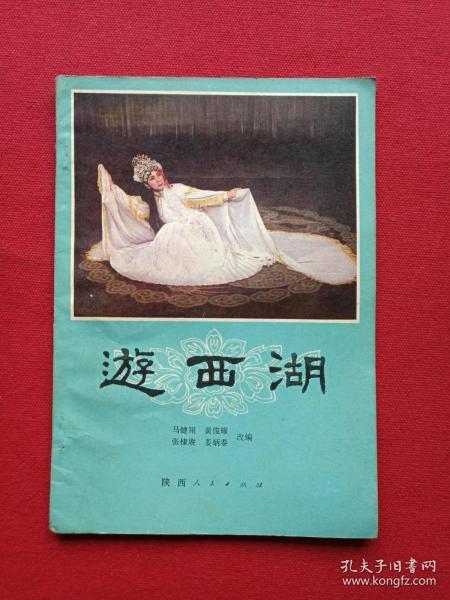 遊西湖
马健翎 黄俊耀
张棣赓 姜炳泰 改编
陕西人民出版社
孔夫子旧书网
www.kongfz.com